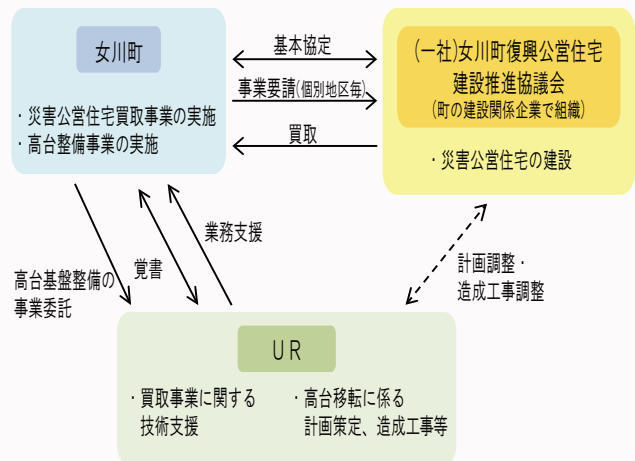 女川町
・災害公営住宅買取事業の実施
・高台整備事業の実施
基本協定
事業要請(個別地区毎)
買取
(一社)女川町復興公営住宅
建設推進協議会
(町の建設関係企業で組織)
・災害公営住宅の建設
高台基盤整備の
事業委託
覚書
業務支援
計画調整・
造成工事調整
UR
・買取事業に関する
技術支援
・高台移転に係る
計画策定、造成工事等